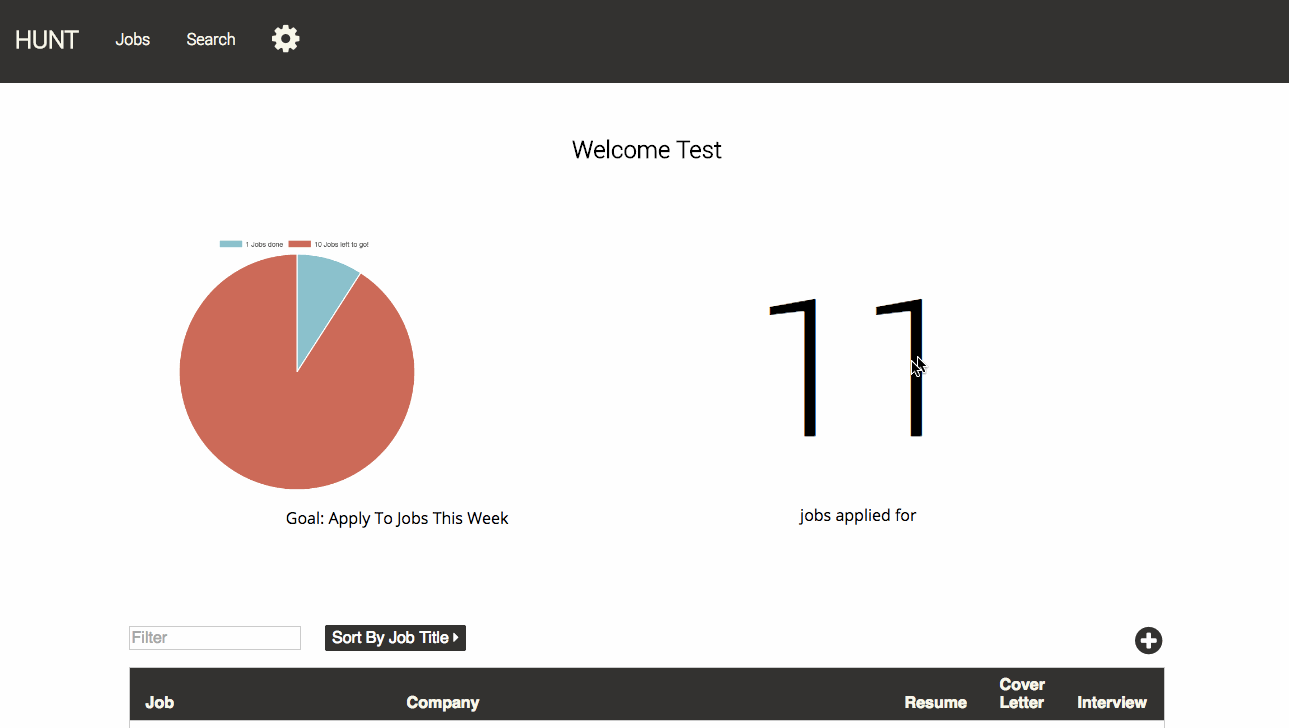 HUNT Jobs Search
Welcome Test
1 Jobs done 10 Jobs left to go!
11
Goal: Apply To Jobs This Week
jobs applied for
Filter Sort By Job Title
Job Company Resume Cover Letter Interview